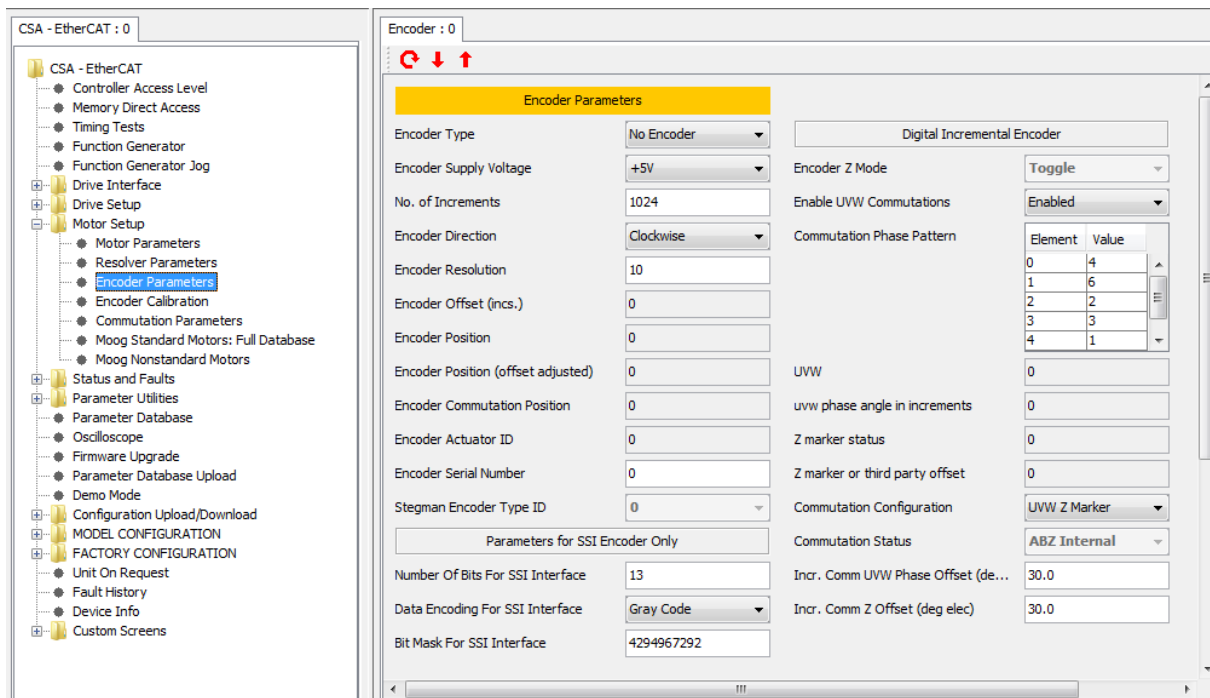 CSA - EtherCAT : 0
CSA - EtherCAT
Controller Access Level
Memory Direct Access
Timing Tests
Function Generator
Function Generator Jog
Drive Interface
Drive Setup
Motor Setup
Motor Parameters
Resolver Parameters
Encoder Parameters
Encoder Calibration
Commutation Parameters
Moog Standard Motors: Full Database
Moog Nonstandard Motors
Status and Faults
Parameter Utilities
Parameter Database
Oscilloscope
Firmware Upgrade
Parameter Database Upload
Demo Mode
Configuration Upload/Download
MODEL CONFIGURATION
FACTORY CONFIGURATION
Unit On Request
Fault History
Device Info
Custom Screens
Encoder : 0
Encoder Parameters
Encoder Type No Encoder
Encoder Supply Voltage +5V
No. of Increments 1024
Encoder Direction Clockwise
Encoder Resolution 10
Encoder Offset (incs.) 0
Encoder Position 0
Encoder Position (offset adjusted) 0
Encoder Commutation Position 0
Encoder Actuator ID 0
Encoder Serial Number 0
Stegman Encoder Type ID 0
Parameters for SSI Encoder Only
Number Of Bits For SSI Interface 13
Data Encoding For SSI Interface Gray Code
Bit Mask For SSI Interface 4294967292
Digital Incremental Encoder
Encoder Z Mode Toggle
Enable UVW Commutations Enabled
Commutation Phase Pattern
Element Value
0 4
1 6
2 2
3 3
4 1
UVW 0
uvw phase angle in increments 0
Z marker status 0
Z marker or third party offset 0
Commutation Configuration UVW Z Marker
Commutation Status ABZ Internal
Incr. Comm UVW Phase Offset (de... 30.0
Incr. Comm Z Offset (deg elec) 30.0